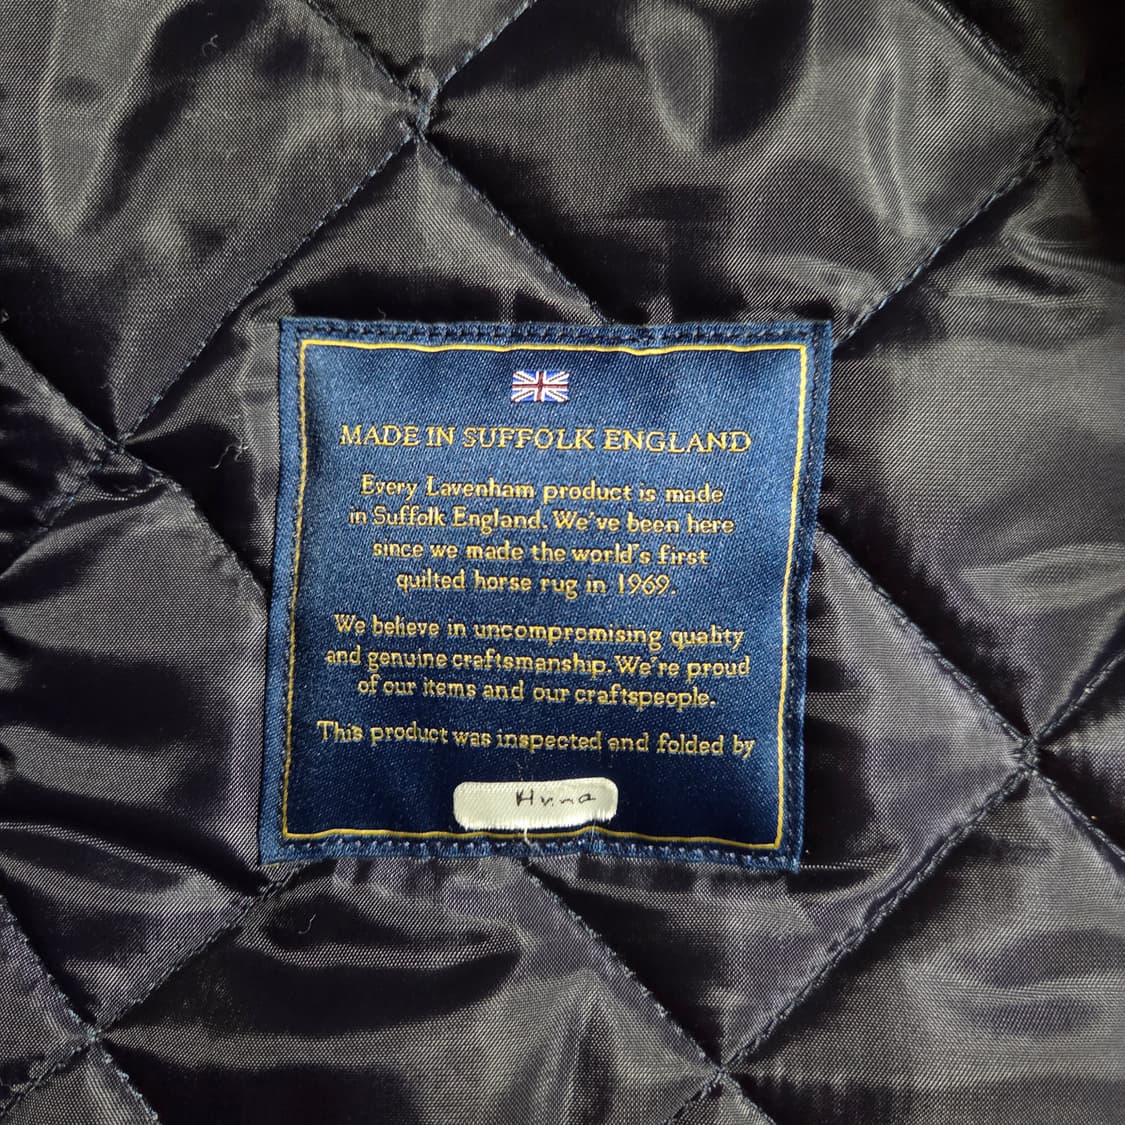 MADE IN SUFFOLK ENGLAND
Every Lavenham product is made
in Suffolk England. We've been here
since we made the world's first
quilted horse rug in 1969.
We believe in uncompromising quality
and genuine craftsmanship. We're proud
of our items and our craftspeople.
This product was inspected and folded by